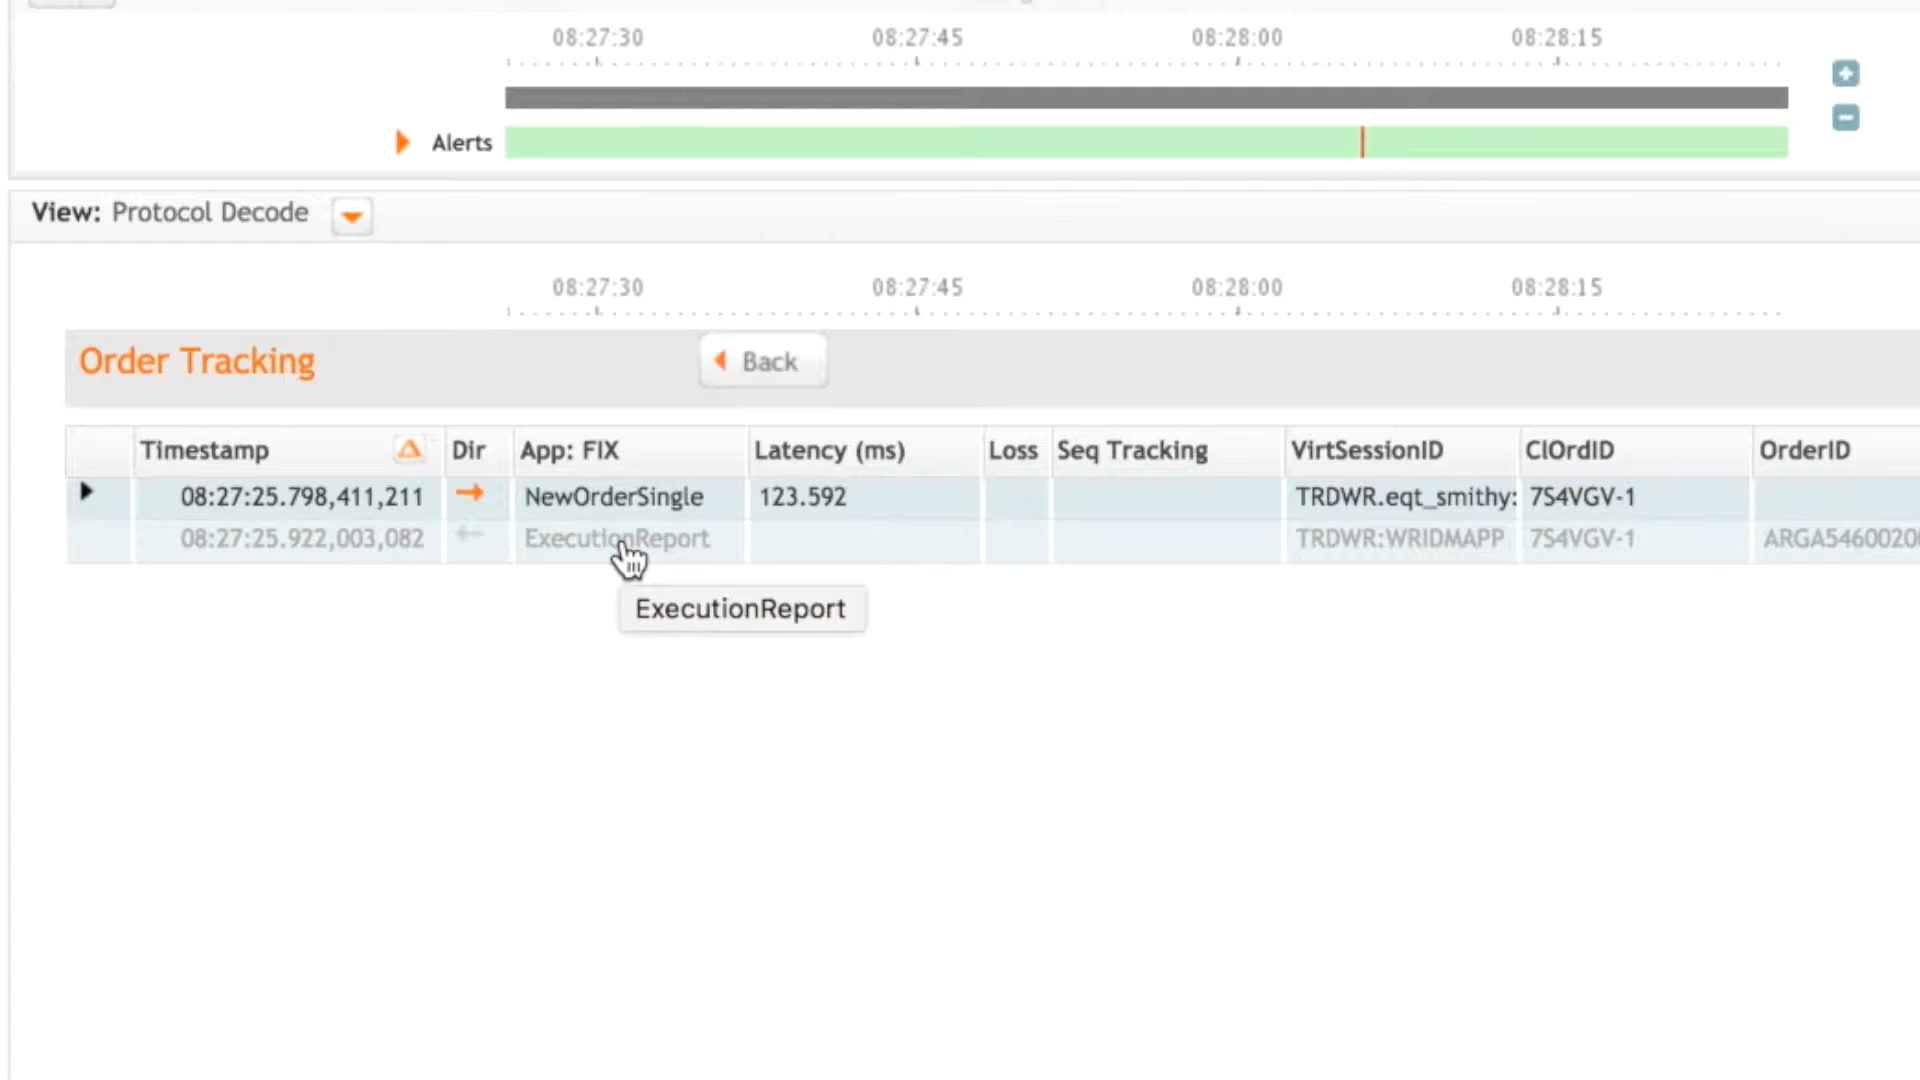 08:27:30 08:27:45 08:28:00 08:28:15
Alerts
View: Protocol Decode
08:27:30 08:27:45 08:28:00 08:28:15
Order Tracking Back
Timestamp Dir App: FIX Latency (ms) Loss Seq Tracking VirtSessionID ClOrdID OrderID
08:27:25.798,411,211 NewOrderSingle 123.592 TRDWR.eqt_smithy: 7S4VGV-1
08:27:25.922,003,082 ExecutionReport TRDWR:WRIDMAPP 7S4VGV-1 ARGA5460020
ExecutionReport